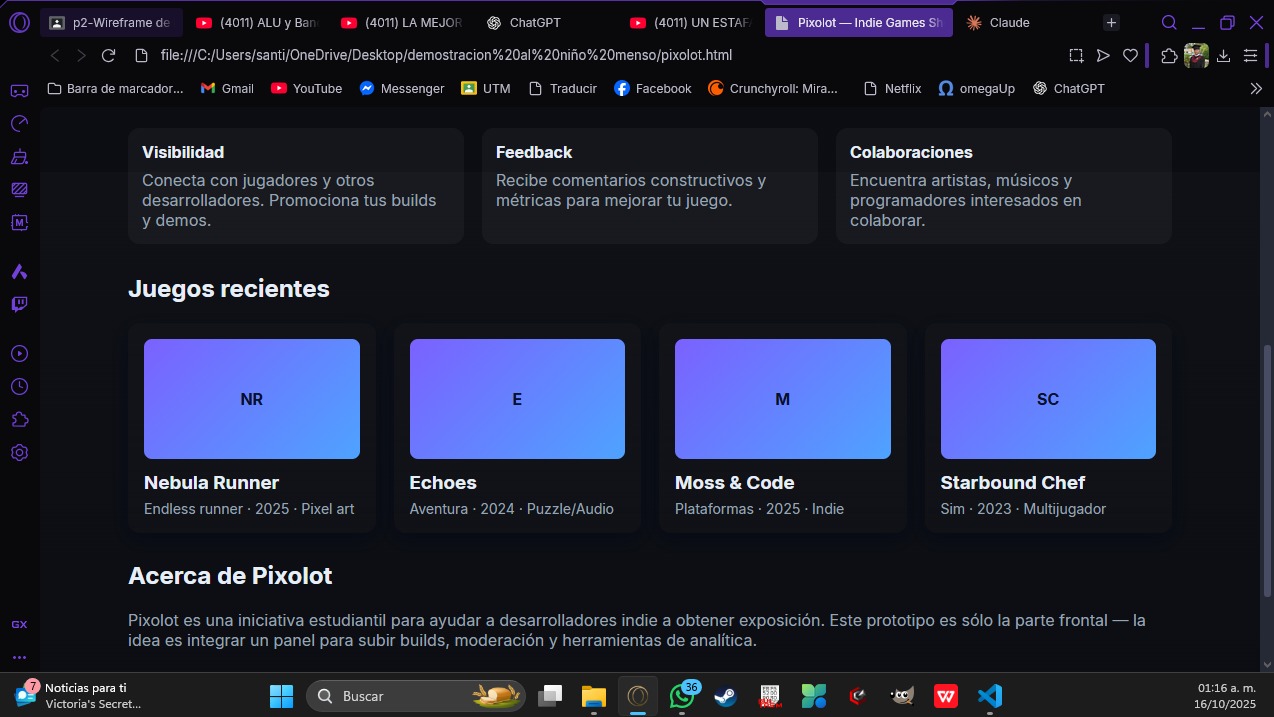 p2-Wireframe de
(4011) ALU y Ban
(4011) LA MEJOR
ChatGPT
(4011) UN ESTAFA
Pixolot — Indie Games Sh
Claude
file:///C:/Users/santi/OneDrive/Desktop/demostracion%20al%20niño%20menso/pixolot.html
Barra de marcador...
Gmail
YouTube
Messenger
UTM
Traducir
Facebook
Crunchyroll: Mira...
Netflix
omegaUp
ChatGPT
Visibilidad
Conecta con jugadores y otros
desarrolladores. Promociona tus builds
y demos.
Feedback
Recibe comentarios constructivos y
métricas para mejorar tu juego.
Colaboraciones
Encuentra artistas, músicos y
programadores interesados en
colaborar.
Juegos recientes
NR
Nebula Runner
Endless runner · 2025 · Pixel art
E
Echoes
Aventura · 2024 · Puzzle/Audio
M
Moss & Code
Plataformas · 2025 · Indie
SC
Starbound Chef
Sim · 2023 · Multijugador
Acerca de Pixolot
Pixolot es una iniciativa estudiantil para ayudar a desarrolladores indie a obtener exposición. Este prototipo es sólo la parte frontal — la
idea es integrar un panel para subir builds, moderación y herramientas de analítica.
M
GX
7
Noticias para ti
Victoria's Secret...
Buscar
36
01:16 a. m.
16/10/2025